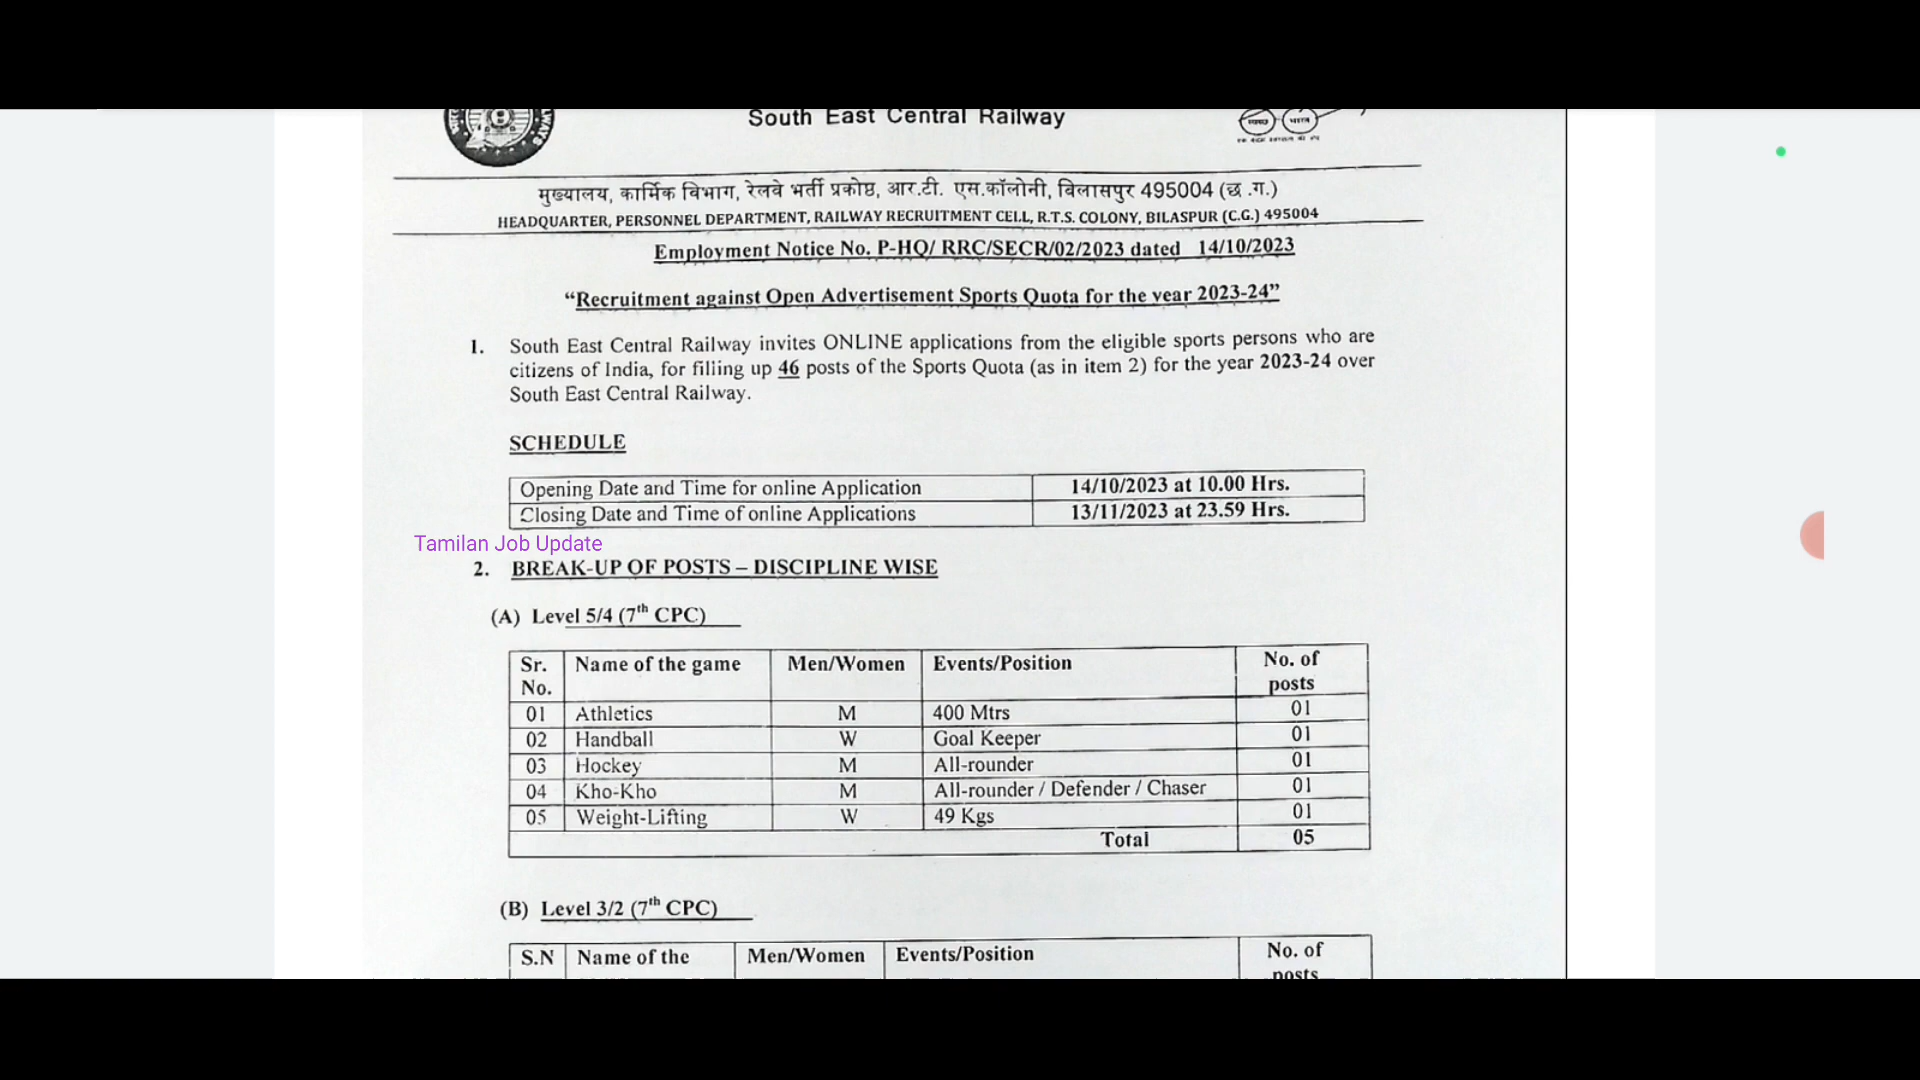 South East Central Railway
मुख्यालय, कार्मिक विभाग, रेलवे भर्ती प्रकोष्ठ, आर.टी. एस.कॉलोनी, बिलासपुर 495004 (छ .ग.)
HEADQUARTER, PERSONNEL DEPARTMENT, RAILWAY RECRUITMENT CELL, R.T.S. COLONY, BILASPUR (C.G.) 495004
Employment Notice No. P-HQ/ RRC/SECR/02/2023 dated 14/10/2023
“Recruitment against Open Advertisement Sports Quota for the year 2023-24”
1. South East Central Railway invites ONLINE applications from the eligible sports persons who are
citizens of India, for filling up 46 posts of the Sports Quota (as in item 2) for the year 2023-24 over
South East Central Railway.
SCHEDULE
Opening Date and Time for online Application 14/10/2023 at 10.00 Hrs.
Closing Date and Time of online Applications 13/11/2023 at 23.59 Hrs.
Tamilan Job Update
2. BREAK-UP OF POSTS – DISCIPLINE WISE
(A) Level 5/4 (7th CPC)
Sr. No. Name of the game Men/Women Events/Position No. of posts
01 Athletics M 400 Mtrs 01
02 Handball W Goal Keeper 01
03 Hockey M All-rounder 01
04 Kho-Kho M All-rounder / Defender / Chaser 01
05 Weight-Lifting W 49 Kgs 01
Total 05
(B) Level 3/2 (7th CPC)
S.N Name of the Men/Women Events/Position No. of
posts